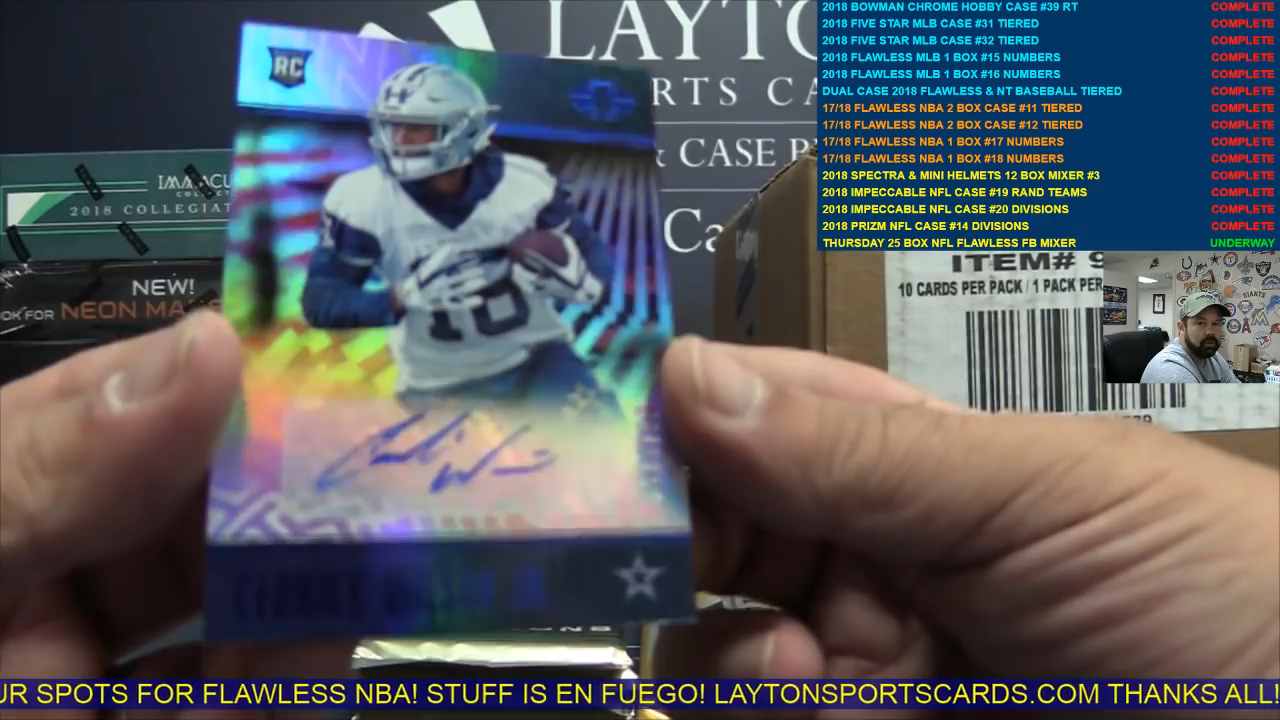 2018 BOWMAN CHROME HOBBY CASE #39 RT COMPLETE
2018 FIVE STAR MLB CASE #31 TIERED COMPLETE
2018 FIVE STAR MLB CASE #32 TIERED COMPLETE
2018 FLAWLESS MLB 1 BOX #15 NUMBERS COMPLETE
2018 FLAWLESS MLB 1 BOX #16 NUMBERS COMPLETE
DUAL CASE 2018 FLAWLESS & NT BASEBALL TIERED COMPLETE
17/18 FLAWLESS NBA 2 BOX CASE #11 TIERED COMPLETE
17/18 FLAWLESS NBA 2 BOX CASE #12 TIERED COMPLETE
17/18 FLAWLESS NBA 1 BOX #17 NUMBERS COMPLETE
17/18 FLAWLESS NBA 1 BOX #18 NUMBERS COMPLETE
2018 SPECTRA & MINI HELMETS 12 BOX MIXER #3 COMPLETE
2018 IMPECCABLE NFL CASE #19 RAND TEAMS COMPLETE
2018 IMPECCABLE NFL CASE #20 DIVISIONS COMPLETE
2018 PRIZM NFL CASE #14 DIVISIONS COMPLETE
THURSDAY 25 BOX NFL FLAWLESS FB MIXER UNDERWAY
LAYTO
RTS CA
& CASE
Ca
RC
IMMACU
2018 COLLEGIAT
NEW!
OK FOR NEON MA
10
ITEM# 9
10 CARDS PER PACK / 1 PACK PER
GIANTS
UR SPOTS FOR FLAWLESS NBA! STUFF IS EN FUEGO! LAYTONSPORTSCARDS.COM THANKS ALL!